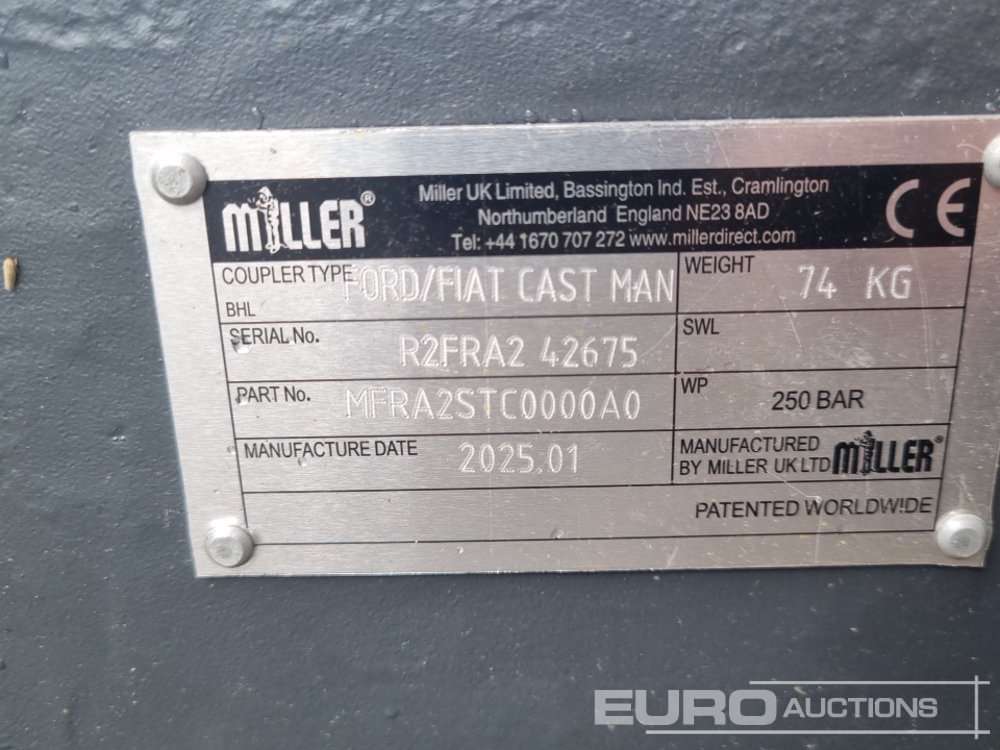 MILLER®
Miller UK Limited, Bassington Ind. Est., Cramlington
Northumberland England NE23 8AD
Tel: +44 1670 707 272 www.millerdirect.com
CE
COUPLER TYPE FORD/FIAT CAST MAN
BHL
WEIGHT 74 KG
SERIAL No. R2FRA2 42675
SWL
PART No. MFRA2STC0000A0
WP 250 BAR
MANUFACTURE DATE 2025.01
MANUFACTURED
BY MILLER UK LTD MILLER®
PATENTED WORLDWIDE
EURO AUCTIONS